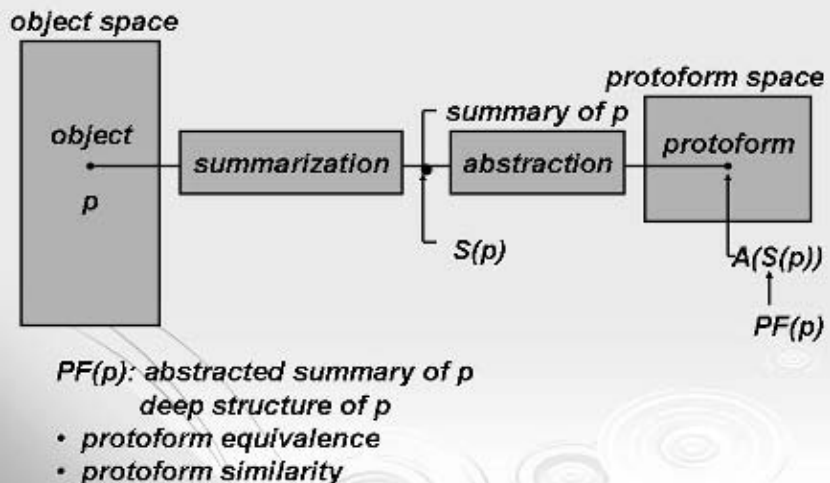 object space
protoform space
object
summary of p
summarization
abstraction
protoform
p
S(p)
A(S(p))
PF(p)
PF(p): abstracted summary of p
deep structure of p
• protoform equivalence
• protoform similarity